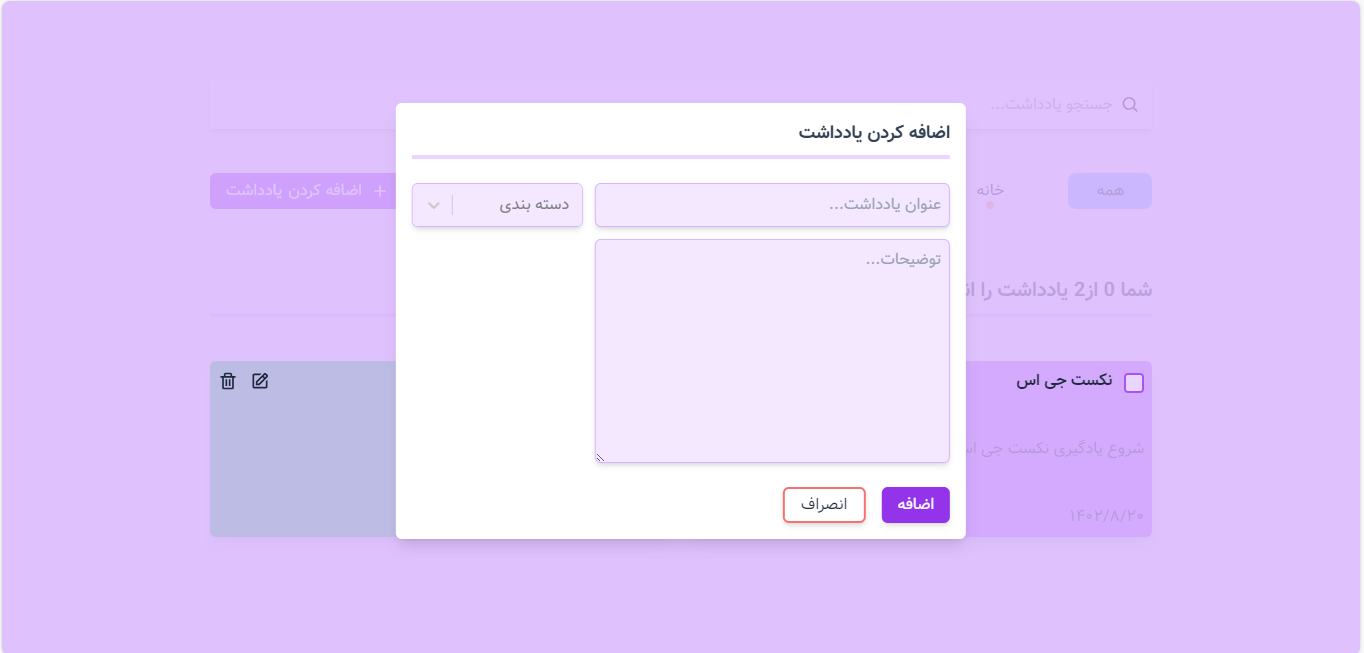 جستجو یادداشت...
اضافه کردن یادداشت
همه
خانه
اضافه کردن یادداشت
عنوان یادداشت...
دسته بندی
توضیحات...
شما 0 از2 یادداشت را
نکست جی اس
شروع یادگیری نکست جی
۱۴۰۲/۸/۲۰
اضافه
انصراف